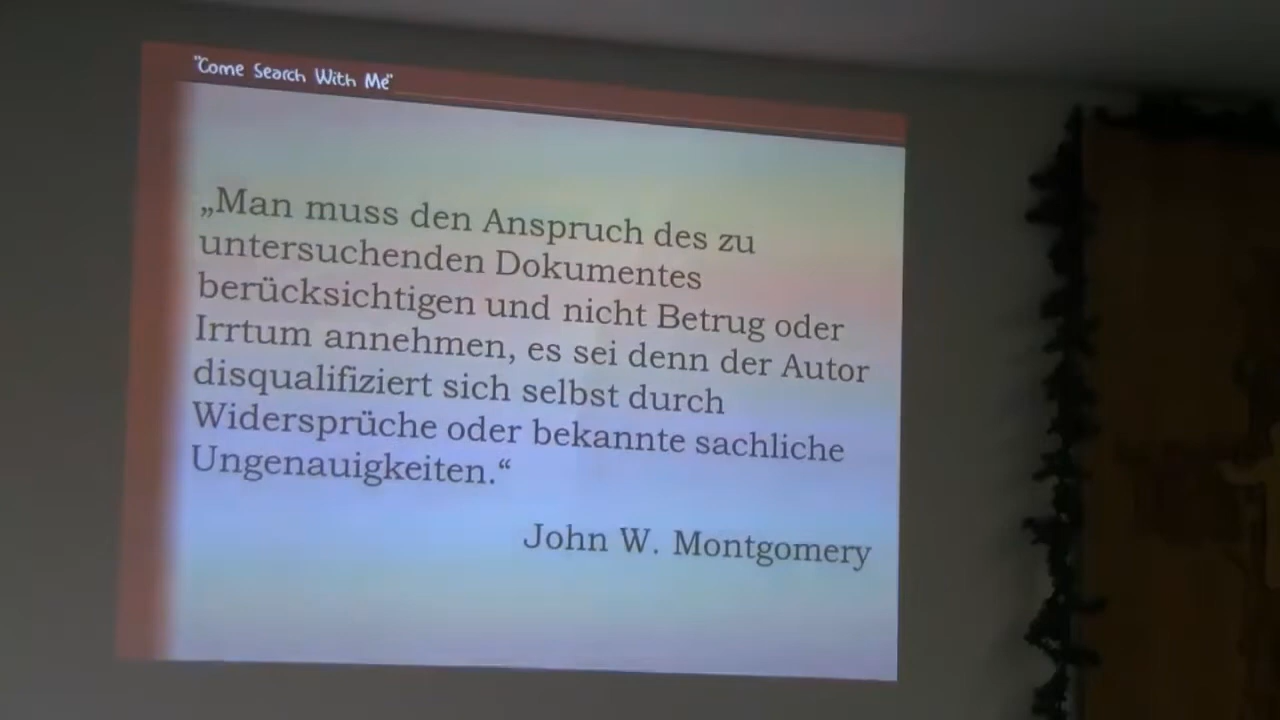 "Come Search With Me"
„Man muss den Anspruch des zu
untersuchenden Dokumentes
berücksichtigen und nicht Betrug oder
Irrtum annehmen, es sei denn der Autor
disqualifiziert sich selbst durch
Widersprüche oder bekannte sachliche
Ungenauigkeiten.“
John W. Montgomery